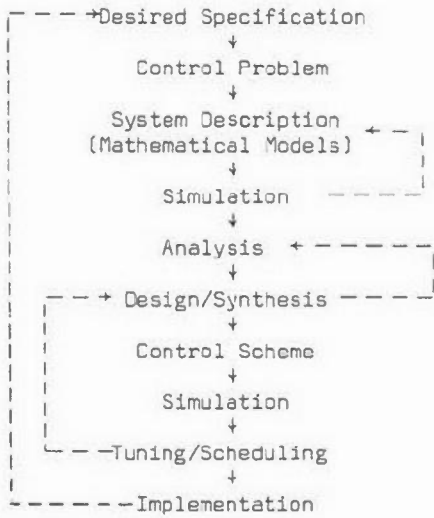 Desired Specification
Control Problem
System Description
(Mathematical Models)
Simulation
Analysis
Design/Synthesis
Control Scheme
Simulation
Tuning/Scheduling
Implementation